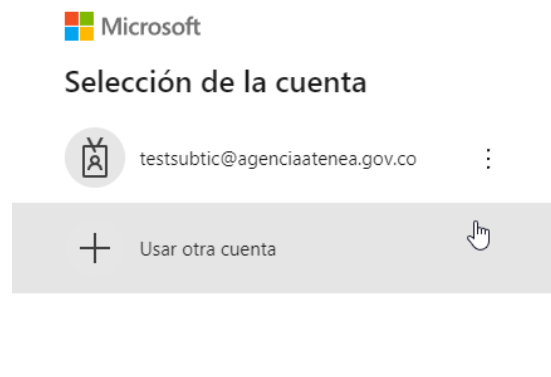 Microsoft
Selección de la cuenta
testsubtic@agenciaatenea.gov.co
Usar otra cuenta